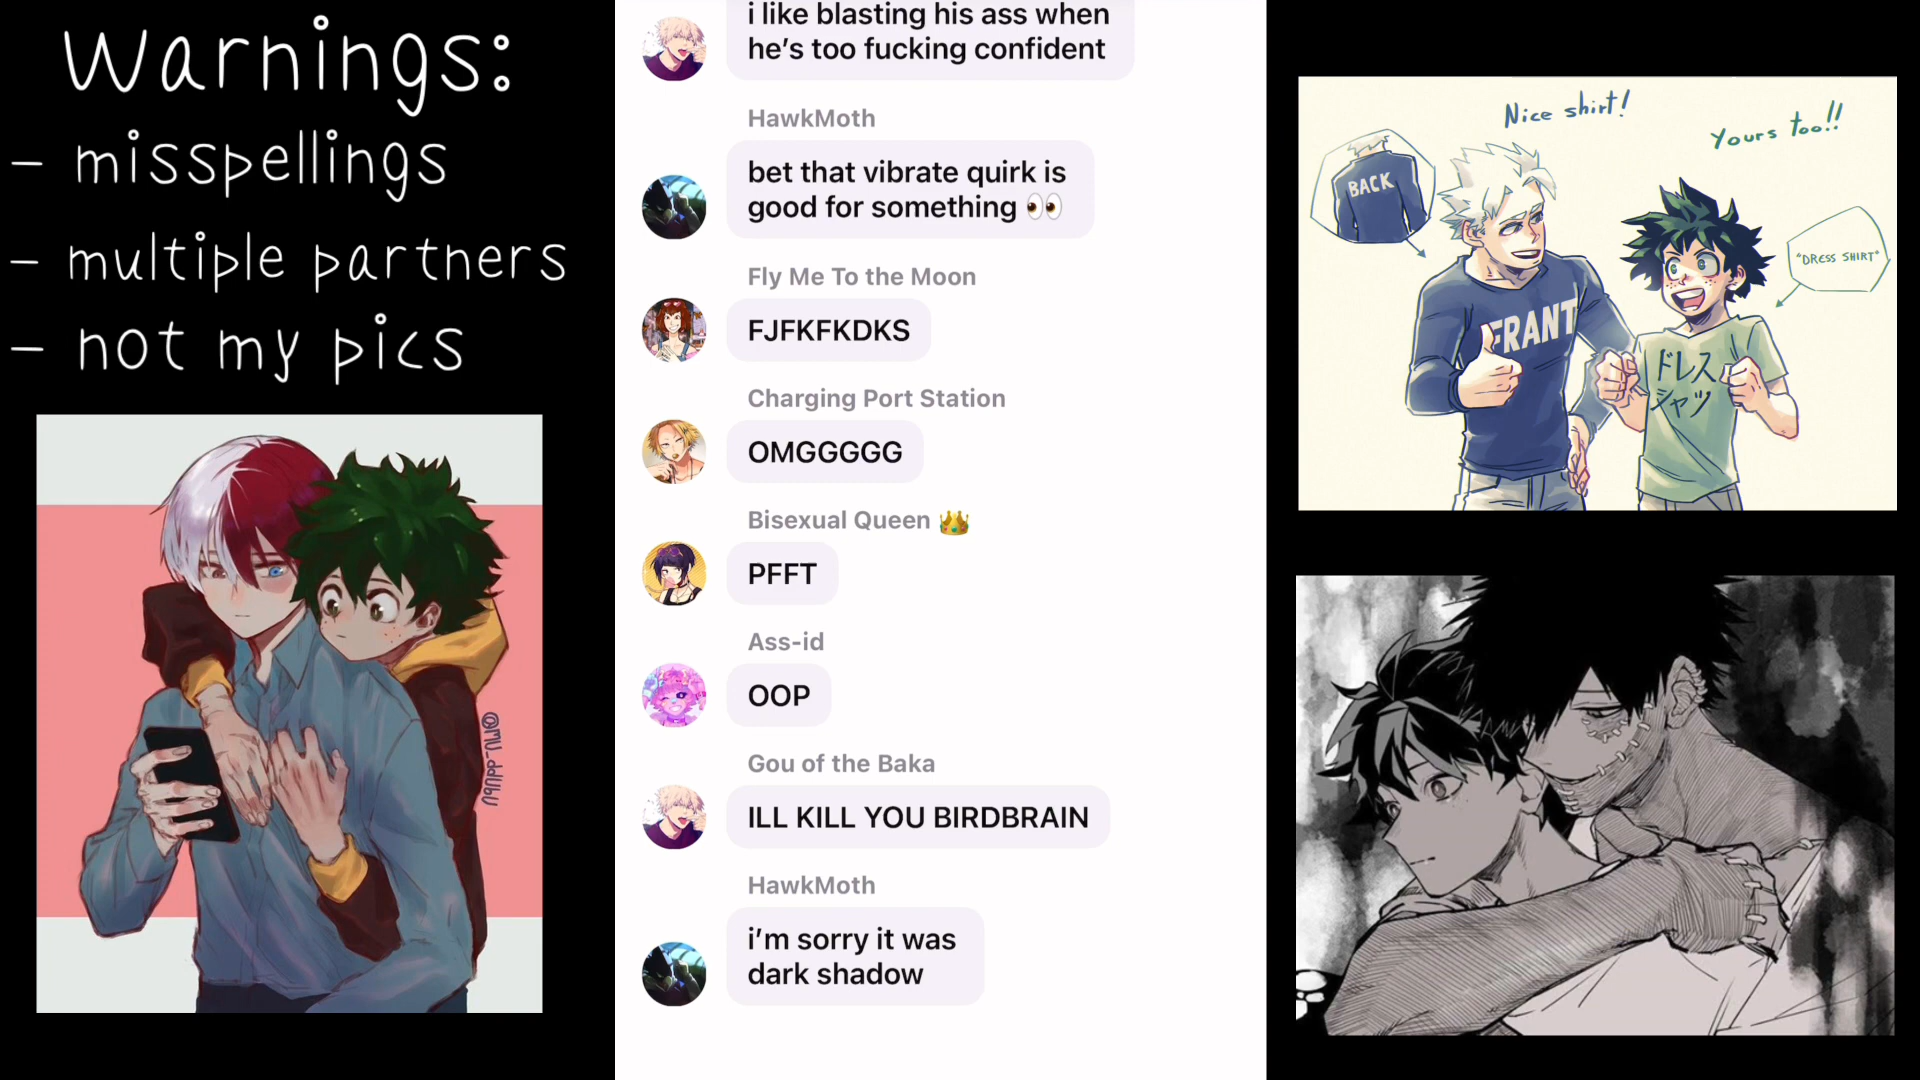 Warnings:
- misspellings
- multiple partners
- not my pics
@NMU-ddubu
i like blasting his ass when
he's too fucking confident
HawkMoth
bet that vibrate quirk is
good for something 👀
Fly Me To the Moon
FJFKFKDKS
Charging Port Station
OMGGGGG
Bisexual Queen 👑
PFFT
Ass-id
OOP
Gou of the Baka
ILL KILL YOU BIRDBRAIN
HawkMoth
i'm sorry it was
dark shadow
Nice shirt!
Yours too!!
BACK
FRANT
"DRESS SHIRT"
ドレス
シャツ